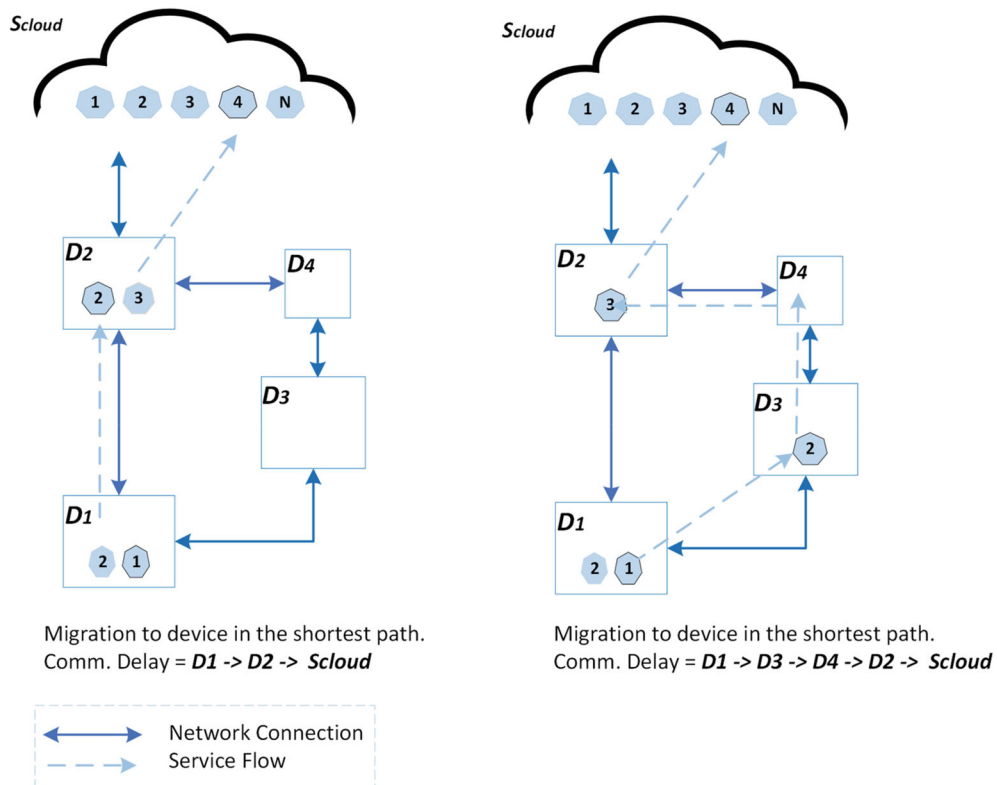 Scloud
1 2 3 4 N
D2
2 3
D4
D3
D1
2 1
Migration to device in the shortest path.
Comm. Delay = D1 -> D2 -> Scloud
Scloud
1 2 3 4 N
D2
3
D4
D3
2
D1
2 1
Migration to device in the shortest path.
Comm. Delay = D1 -> D3 -> D4 -> D2 -> Scloud
Network Connection
Service Flow